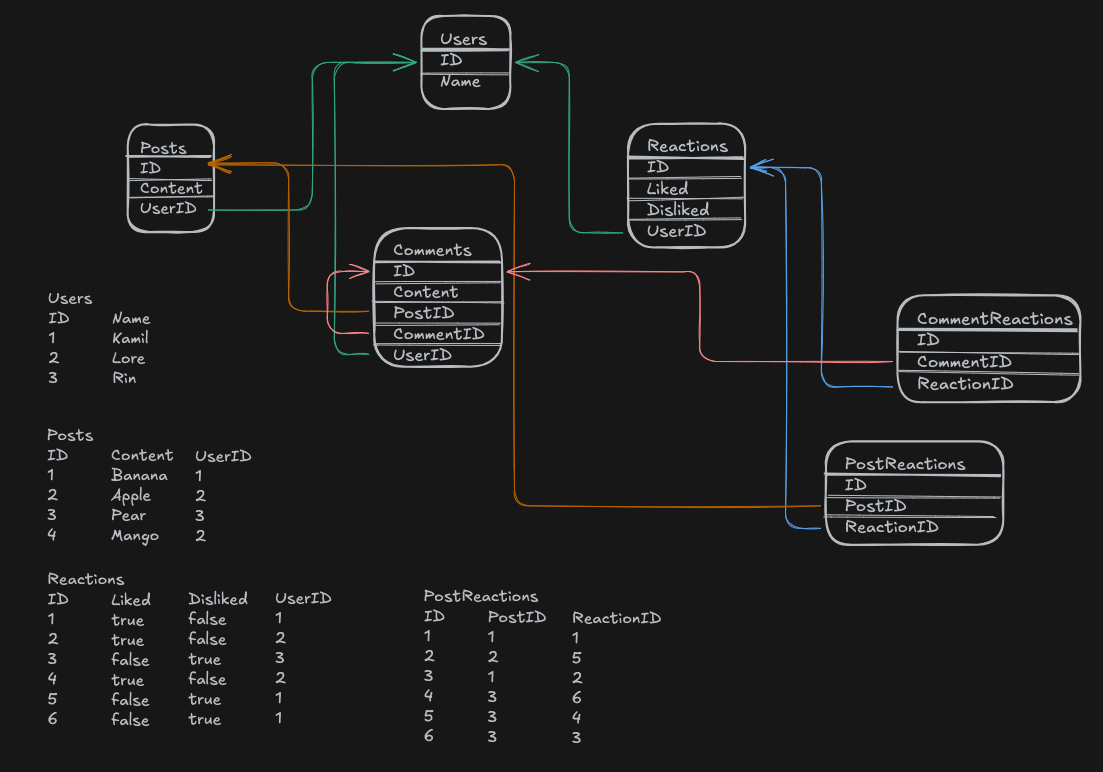 Users
ID
Name
Posts
ID
Content
UserID
Reactions
ID
Liked
Disliked
UserID
Comments
ID
Content
PostID
CommentID
UserID
CommentReactions
ID
CommentID
ReactionID
PostReactions
ID
PostID
ReactionID
Users
ID Name
1 Kamil
2 Lore
3 Rin
Posts
ID Content UserID
1 Banana 1
2 Apple 2
3 Pear 3
4 Mango 2
Reactions
ID Liked Disliked UserID
1 true false 1
2 true false 2
3 false true 3
4 true false 2
5 false true 1
6 false true 1
PostReactions
ID PostID ReactionID
1 1 1
2 2 5
3 1 2
4 3 6
5 3 4
6 3 3